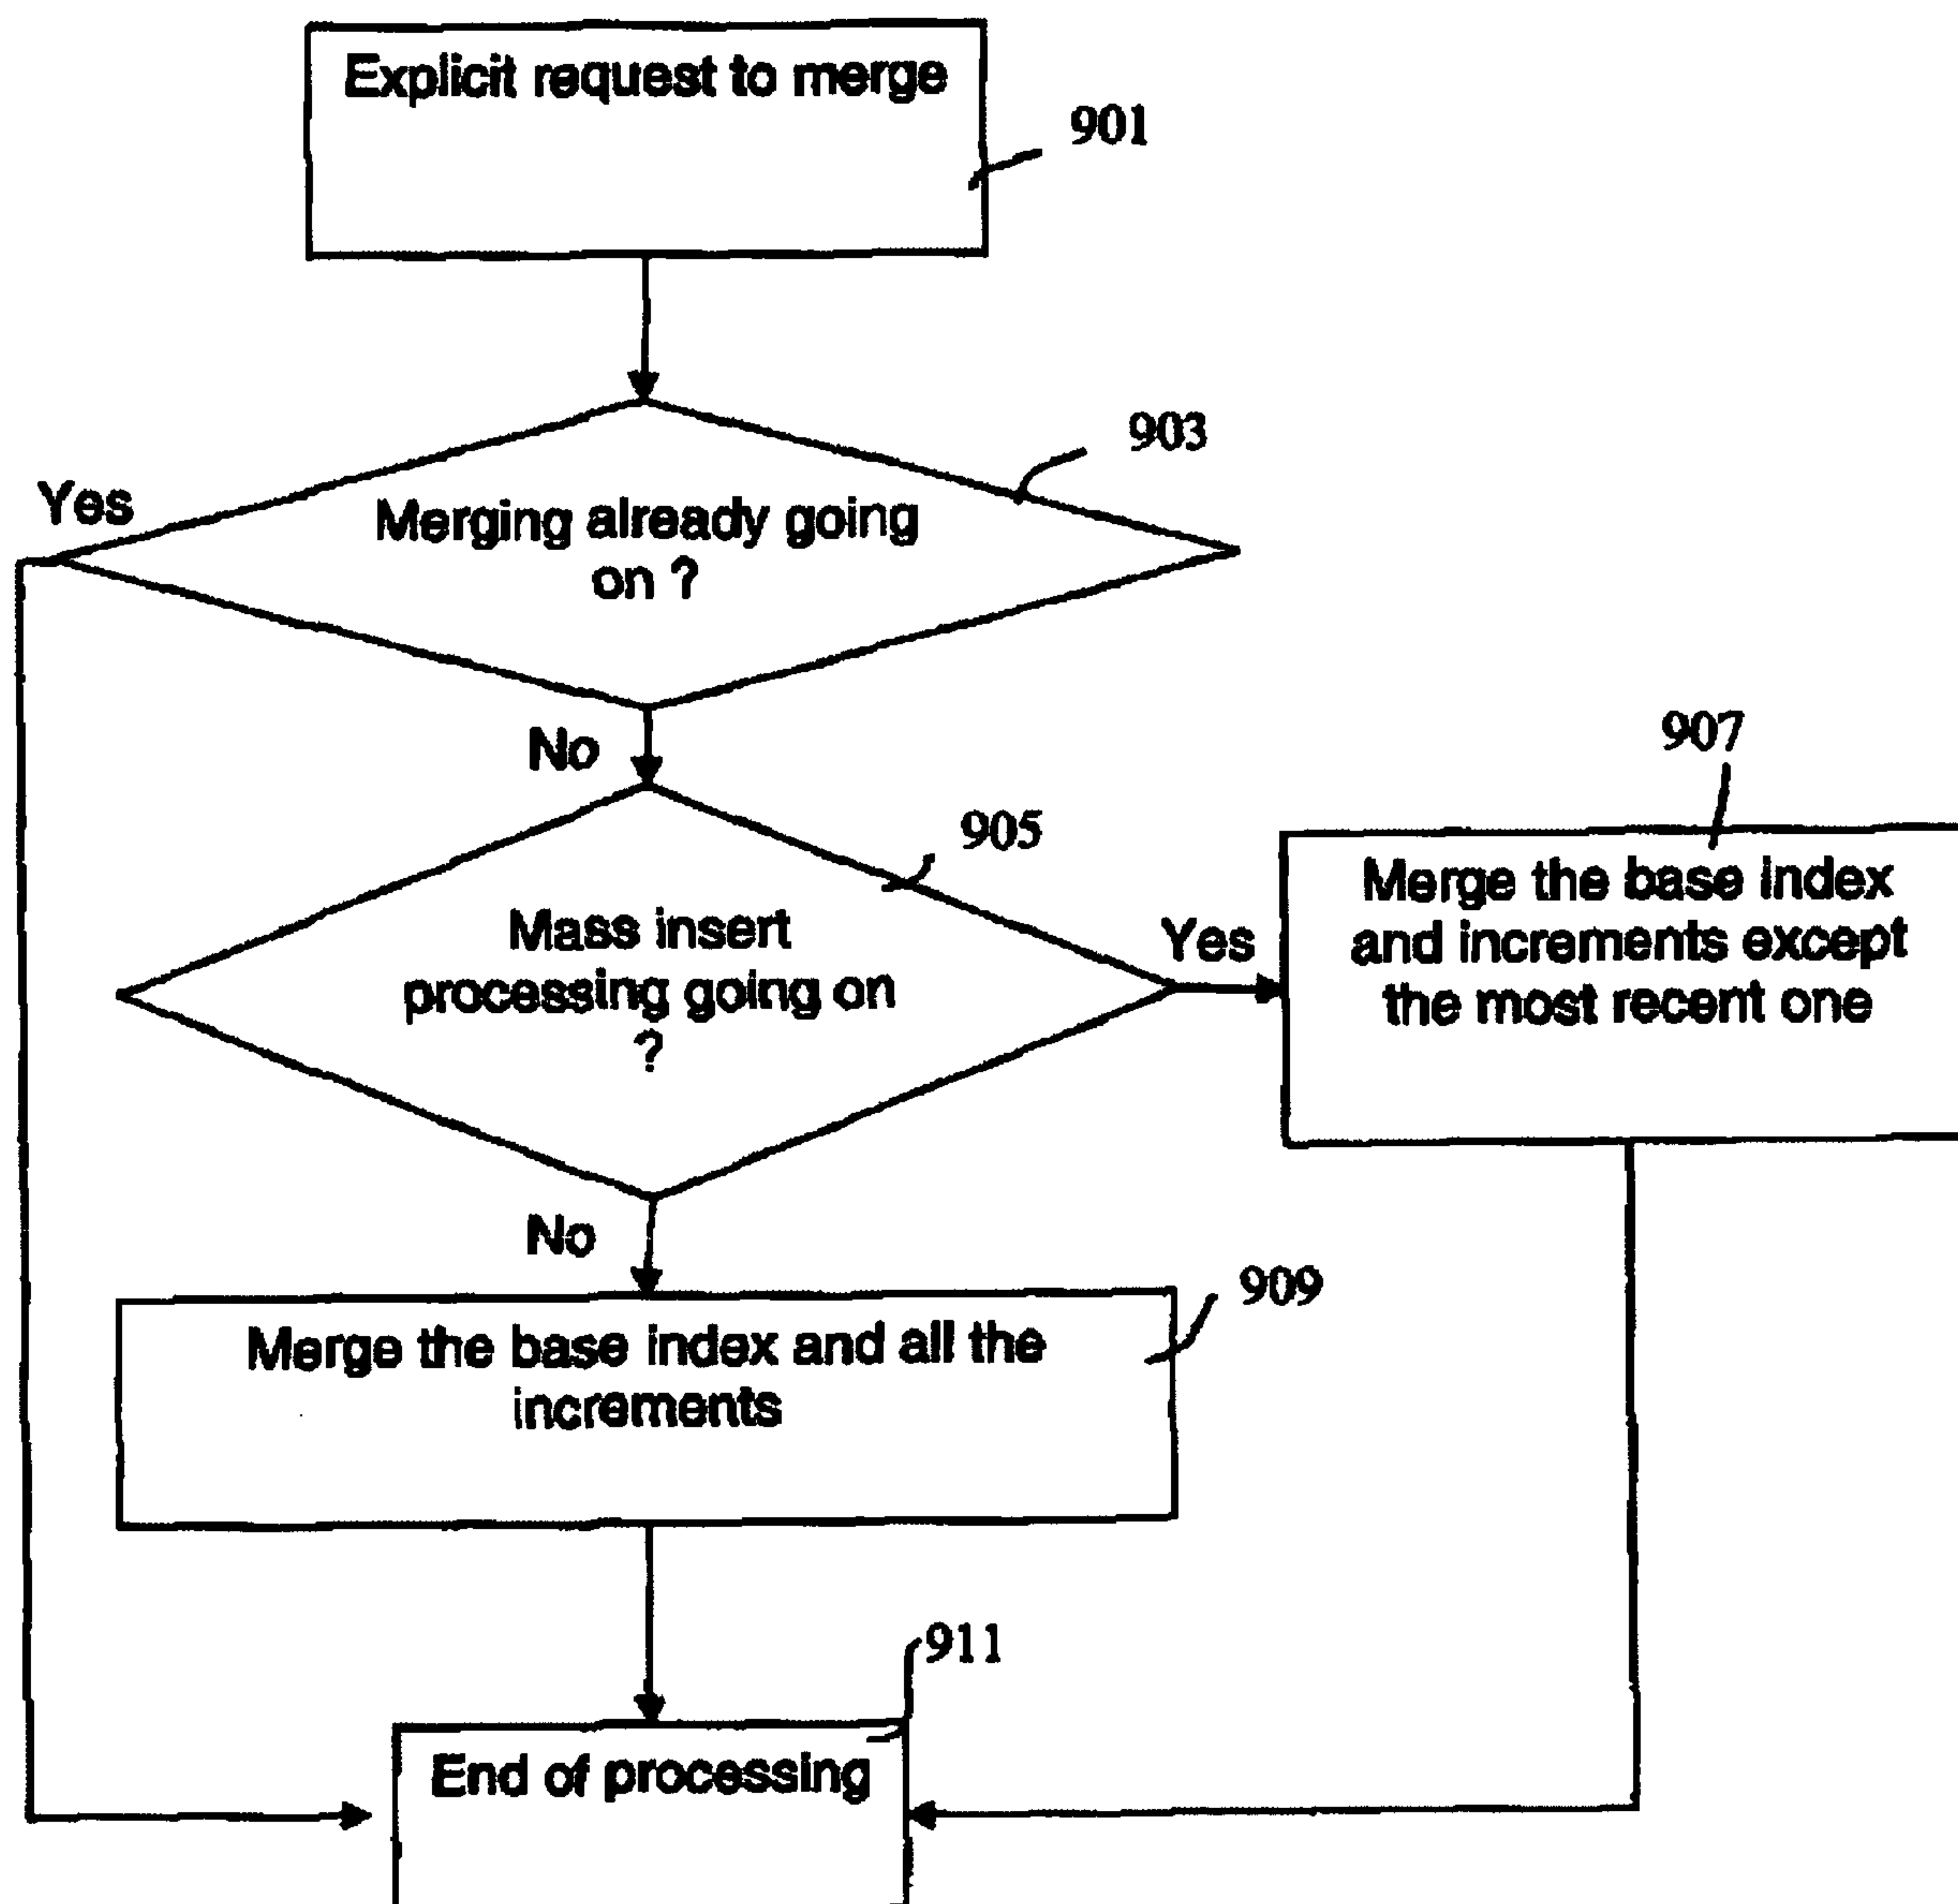 Explicit request to merge
901
903
Yes
Merging already going
on ?
No
907
905
Mass insert
processing going on
?
Yes
Merge the base index
and increments except
the most recent one
No
909
Merge the base index and all the
increments
911
End of processing